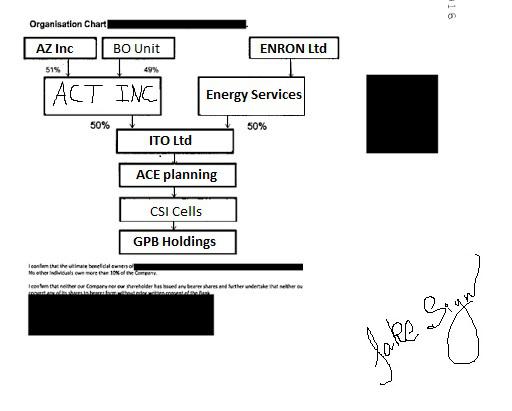 16
Organisation Chart
AZ Inc
BO Unit
ENRON Ltd
51%
49%
ACT INC
Energy Services
50%
50%
ITO Ltd
ACE planning
CSI Cells
GPB Holdings
I confirm that the ultimate beneficial owners of
No other individuals own more than 10% of the Company.
I confirm that neither our Company nor our shareholder has issued any bearer shares and further undertake that neither ou
convert any of its shares to bearer form without prior written consent of the Bank.
Jake Sign